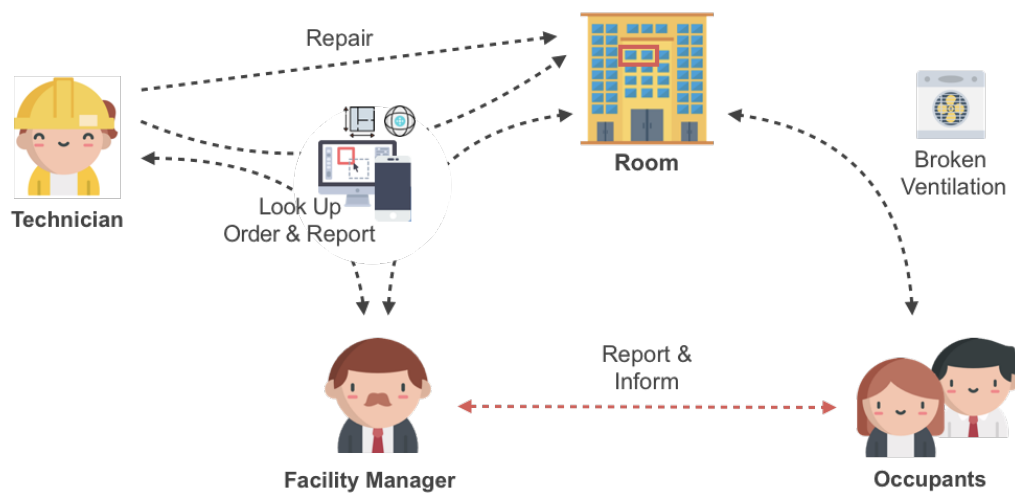 Repair
Technician
Look Up
Order & Report
Room
Broken
Ventilation
Report &
Inform
Facility Manager
Occupants